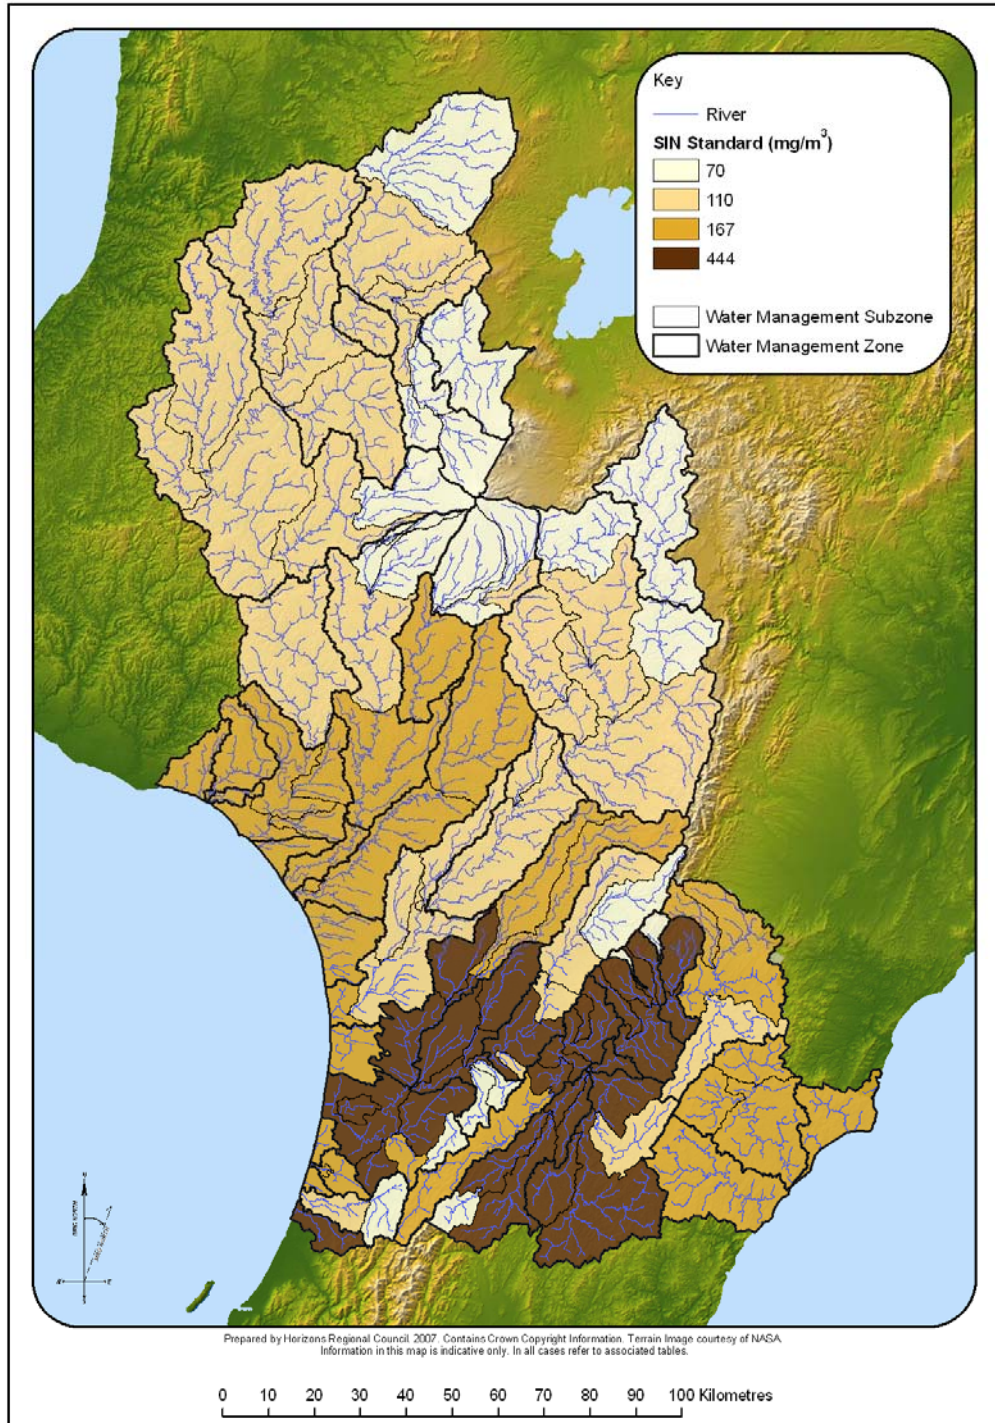 Key
River
SIN Standard (mg/m³)
70
110
167
444
Water Management Subzone
Water Management Zone
Prepared by Horizons Regional Council 2007. Contains Crown Copyright Information. Terrain Image courtesy of NASA.
Information in this map is indicative only. In all cases refer to associated tables.
0 10 20 30 40 50 60 70 80 90 100 Kilometres